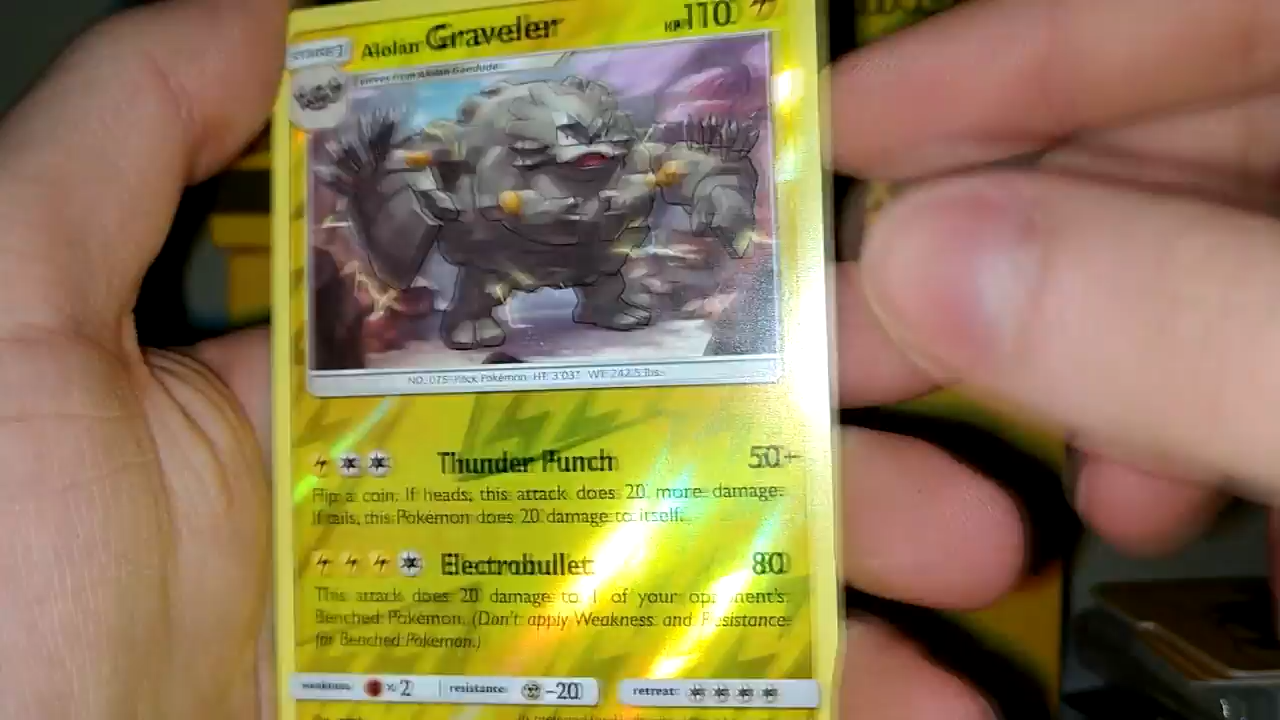 STAGE 1 Alolan Graveler HP 110
Evolves from Alolan Geodude
NO. 075 Rock Pokémon HT: 3'03" WT: 242.5 lbs.
Thunder Punch 50+
Flip a coin. If heads, this attack does 20 more damage.
If tails, this Pokémon does 20 damage to itself.
Electrobullet 80
This attack does 20 damage to 1 of your opponent's
Benched Pokémon. (Don't apply Weakness and Resistance
for Benched Pokémon.)
weakness ×2 resistance -20 retreat